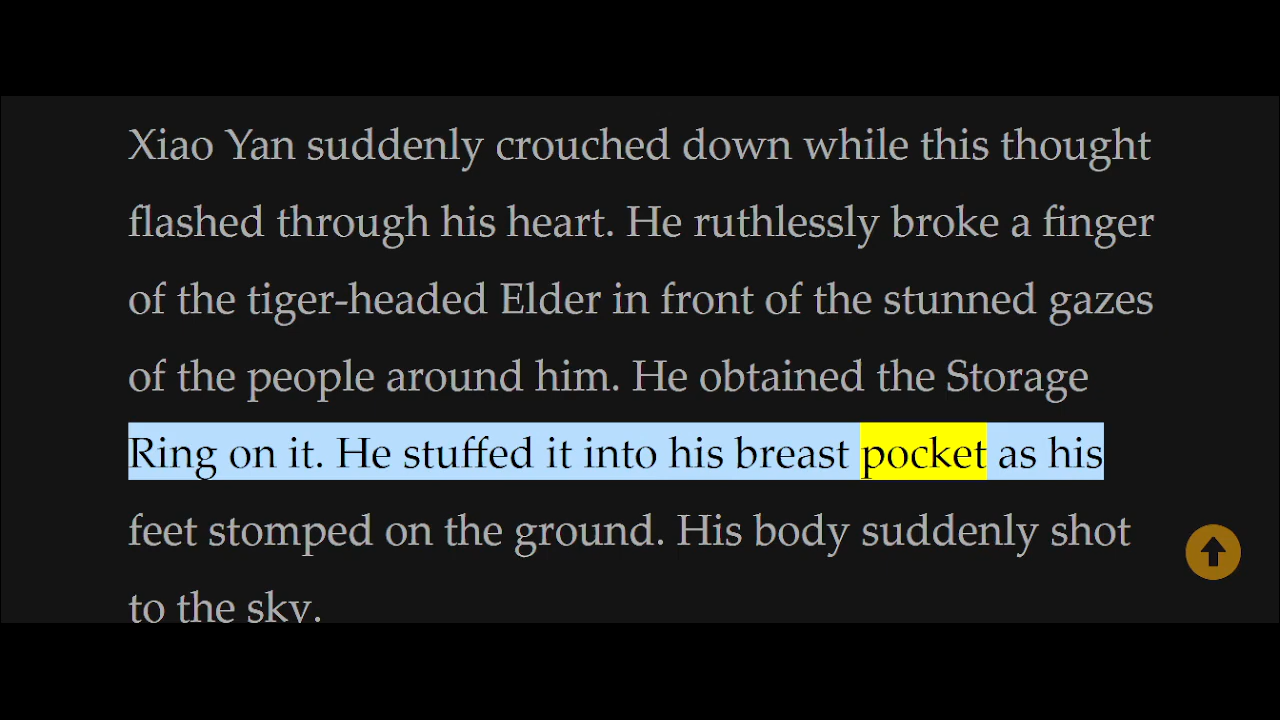 Xiao Yan suddenly crouched down while this thought
flashed through his heart. He ruthlessly broke a finger
of the tiger-headed Elder in front of the stunned gazes
of the people around him. He obtained the Storage
Ring on it. He stuffed it into his breast pocket as his
feet stomped on the ground. His body suddenly shot
to the sky.